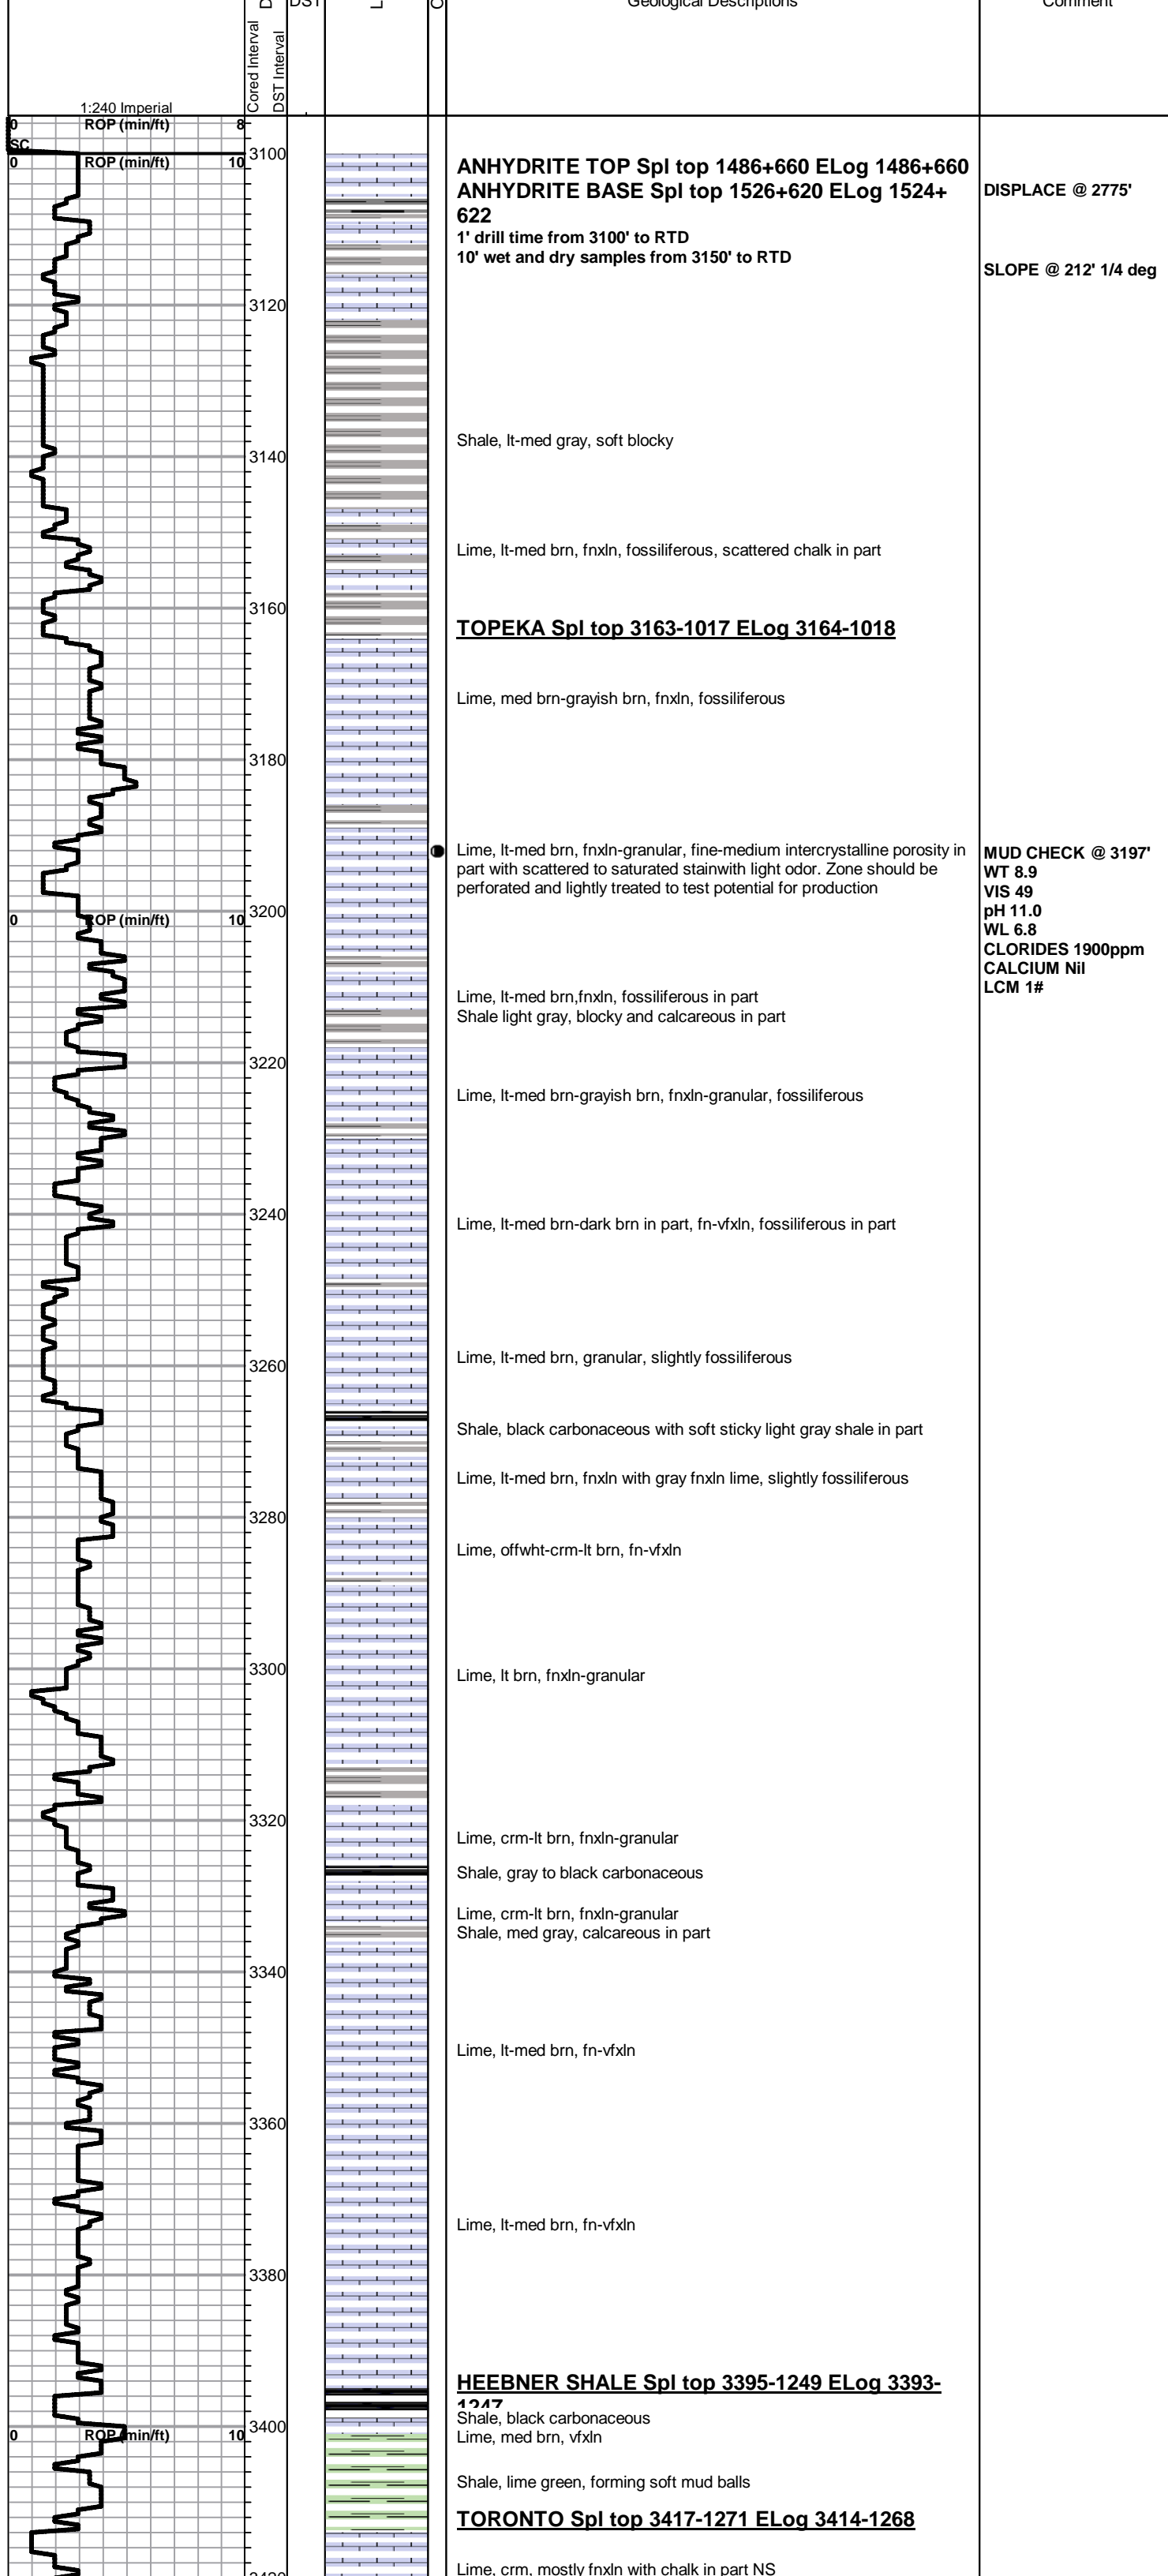 DST
Geological Descriptions
Comment
Cored Interval
DST Interval
1:240 Imperial
0 ROP (min/ft) 8
SC
0 ROP (min/ft) 10
3100
ANHYDRITE TOP Spl top 1486+660 ELog 1486+660
ANHYDRITE BASE Spl top 1526+620 ELog 1524+
622
DISPLACE @ 2775'
1' drill time from 3100' to RTD
10' wet and dry samples from 3150' to RTD
SLOPE @ 212' 1/4 deg
3120
Shale, lt-med gray, soft blocky
3140
Lime, lt-med brn, fnxln, fossiliferous, scattered chalk in part
3160
TOPEKA Spl top 3163-1017 ELog 3164-1018
Lime, med brn-grayish brn, fnxln, fossiliferous
3180
Lime, lt-med brn, fnxln-granular, fine-medium intercrystalline porosity in
part with scattered to saturated stainwith light odor. Zone should be
perforated and lightly treated to test potential for production
MUD CHECK @ 3197'
WT 8.9
VIS 49
pH 11.0
WL 6.8
CLORIDES 1900ppm
CALCIUM Nil
LCM 1#
3200
0 ROP (min/ft) 10
Lime, lt-med brn,fnxln, fossiliferous in part
Shale light gray, blocky and calcareous in part
3220
Lime, lt-med brn-grayish brn, fnxln-granular, fossiliferous
3240
Lime, lt-med brn-dark brn in part, fn-vfxln, fossiliferous in part
3260
Lime, lt-med brn, granular, slightly fossiliferous
Shale, black carbonaceous with soft sticky light gray shale in part
Lime, lt-med brn, fnxln with gray fnxln lime, slightly fossiliferous
3280
Lime, offwht-crm-lt brn, fn-vfxln
3300
Lime, lt brn, fnxln-granular
3320
Lime, crm-lt brn, fnxln-granular
Shale, gray to black carbonaceous
Lime, crm-lt brn, fnxln-granular
Shale, med gray, calcareous in part
3340
Lime, lt-med brn, fn-vfxln
3360
Lime, lt-med brn, fn-vfxln
3380
HEEBNER SHALE Spl top 3395-1249 ELog 3393-
1247
Shale, black carbonaceous
3400
0 ROP (min/ft) 10
Lime, med brn, vfxln
Shale, lime green, forming soft mud balls
TORONTO Spl top 3417-1271 ELog 3414-1268
Lime, crm, mostly fnxln with chalk in part NS
3420